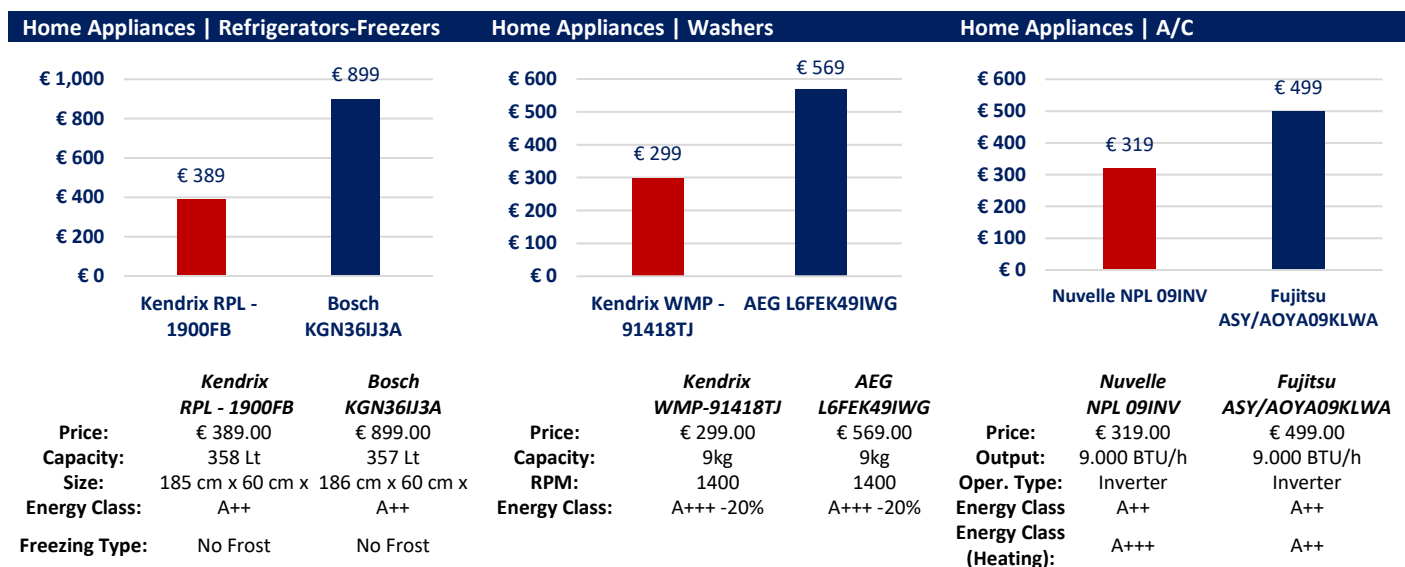 Home Appliances | Refrigerators-Freezers
€ 1,000
€ 800
€ 600
€ 400
€ 200
€ 0
€ 389
€ 899
Kendrix RPL -
1900FB
Bosch
KGN36IJ3A
Kendrix
RPL - 1900FB
Bosch
KGN36IJ3A
Price: € 389.00 € 899.00
Capacity: 358 Lt 357 Lt
Size: 185 cm x 60 cm x 186 cm x 60 cm x
Energy Class: A++ A++
Freezing Type: No Frost No Frost
Home Appliances | Washers
€ 600
€ 500
€ 400
€ 300
€ 200
€ 100
€ 0
€ 299
€ 569
Kendrix WMP -
91418TJ
AEG L6FEK49IWG
Kendrix
WMP-91418TJ
AEG
L6FEK49IWG
Price: € 299.00 € 569.00
Capacity: 9kg 9kg
RPM: 1400 1400
Energy Class: A+++ -20% A+++ -20%
Home Appliances | A/C
€ 600
€ 500
€ 400
€ 300
€ 200
€ 100
€ 0
€ 319
€ 499
Nuvelle NPL 09INV
Fujitsu
ASY/AOYA09KLWA
Nuvelle
NPL 09INV
Fujitsu
ASY/AOYA09KLWA
Price: € 319.00 € 499.00
Output: 9.000 BTU/h 9.000 BTU/h
Oper. Type: Inverter Inverter
Energy Class A++ A++
Energy Class
(Heating): A+++ A++